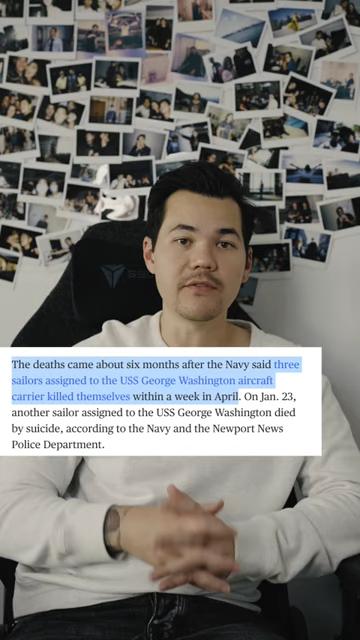 The deaths came about six months after the Navy said three
sailors assigned to the USS George Washington aircraft
carrier killed themselves within a week in April. On Jan. 23,
another sailor assigned to the USS George Washington died
by suicide, according to the Navy and the Newport News
Police Department.